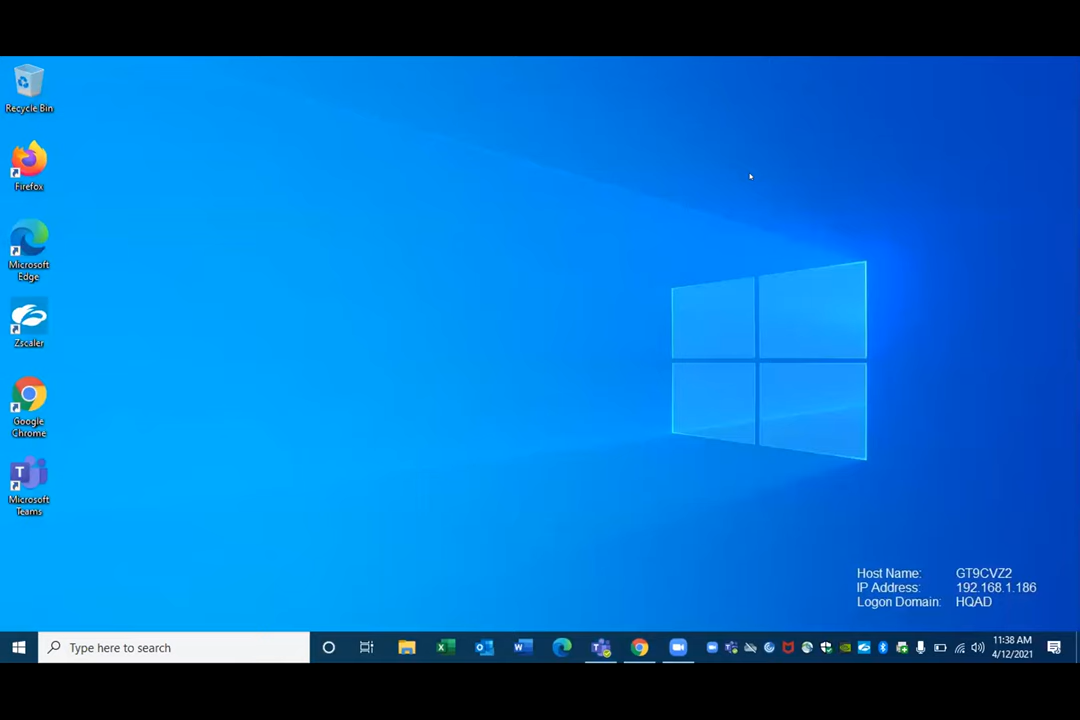 Recycle Bin
Firefox
Microsoft
Edge
Zscaler
Google
Chrome
Microsoft
Teams
Host Name: GT9CVZ2
IP Address: 192.168.1.186
Logon Domain: HQAD
Type here to search
11:38 AM
4/12/2021